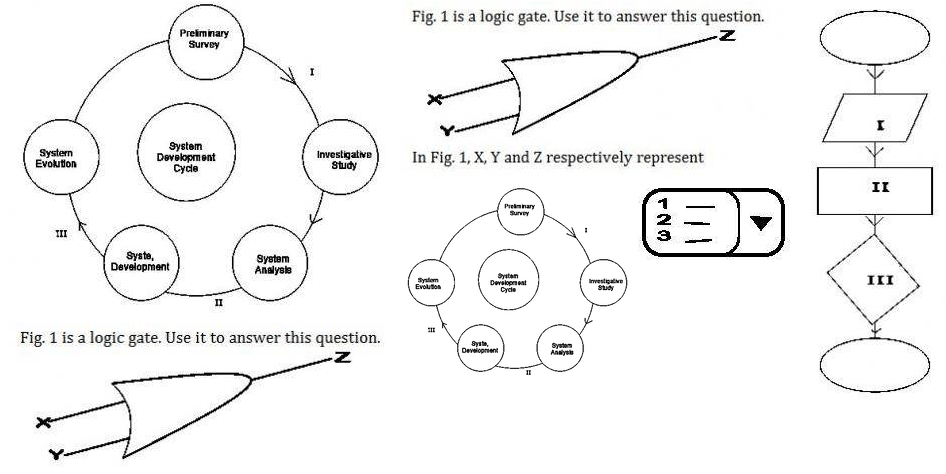 Preliminary
Survey
I
System
Evolution
System
Development
Cycle
Investigative
Study
III
Syste,
Development
System
Analysis
II
Fig. 1 is a logic gate. Use it to answer this question.
Z
X
Y
Fig. 1 is a logic gate. Use it to answer this question.
Z
X
Y
In Fig. 1, X, Y and Z respectively represent
Preliminary
Survey
I
System
Evolution
System
Development
Cycle
Investigative
Study
III
Syste,
Development
System
Analysis
II
1
2
3
I
II
III